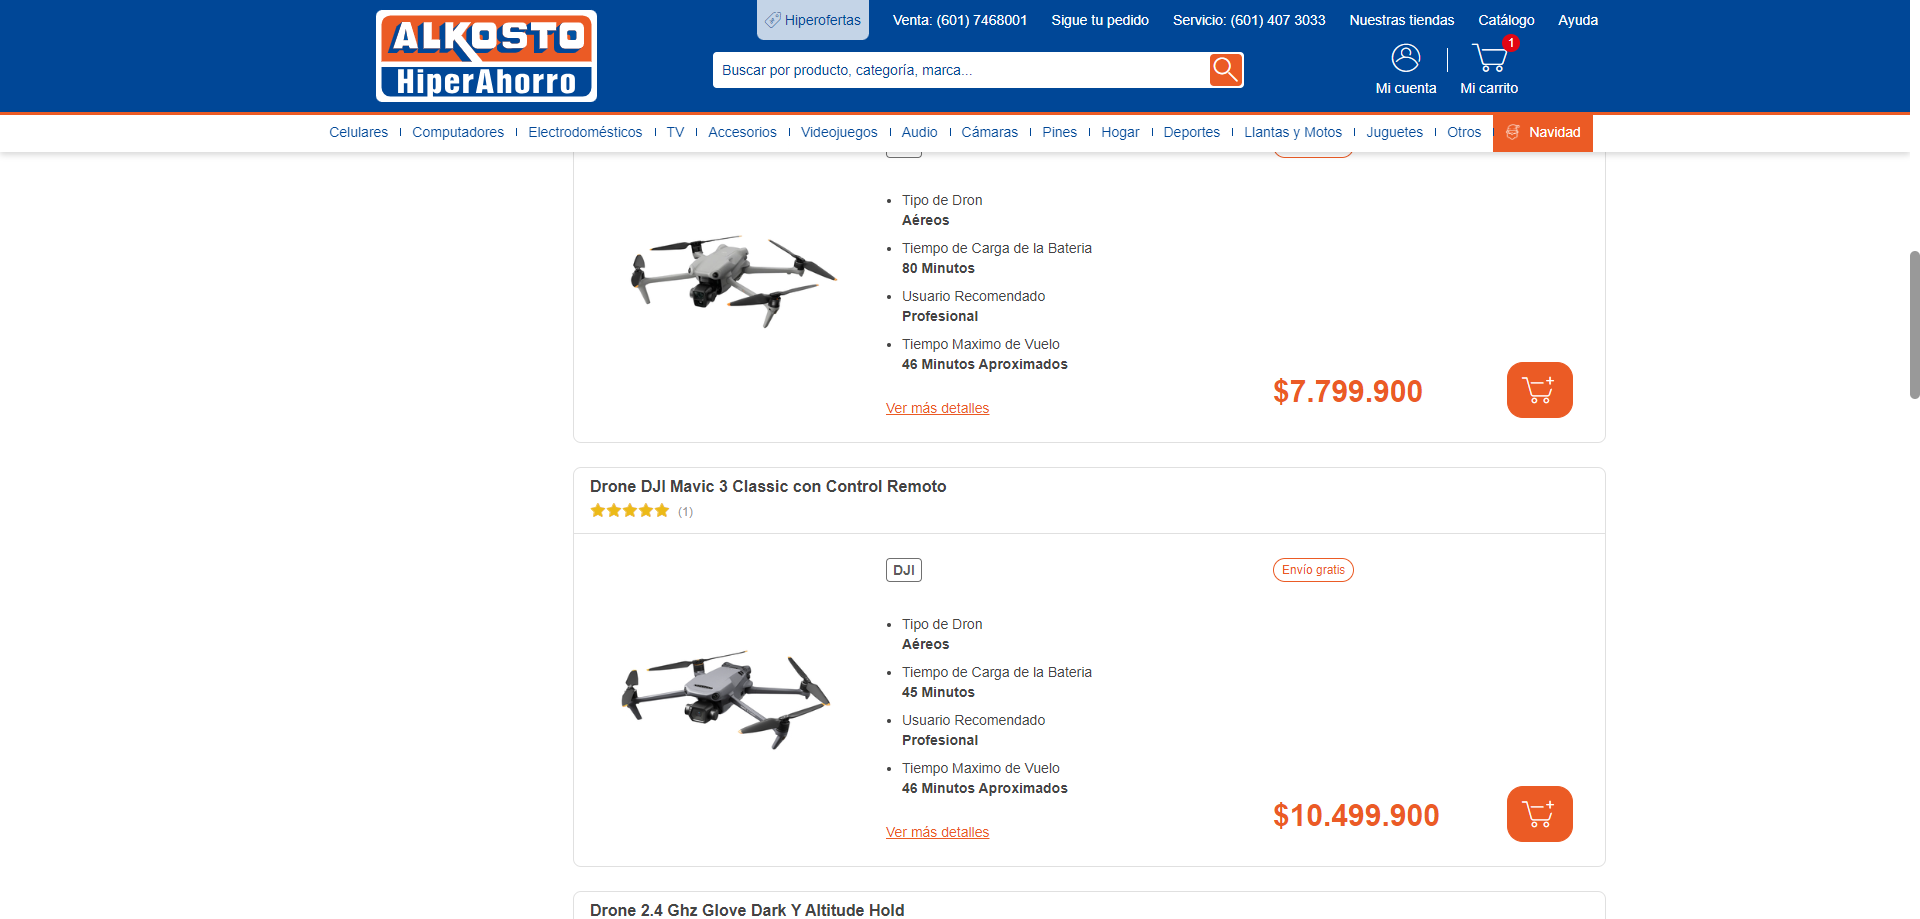 ALKOSTO
HiperAhorro
Hiperofertas
Venta: (601) 7468001
Sigue tu pedido
Servicio: (601) 407 3033
Nuestras tiendas
Catálogo
Ayuda
Buscar por producto, categoría, marca...
1
Mi cuenta
Mi carrito
Celulares
Computadores
Electrodomésticos
TV
Accesorios
Videojuegos
Audio
Cámaras
Pines
Hogar
Deportes
Llantas y Motos
Juguetes
Otros
Navidad
Tipo de Dron
Aéreos
Tiempo de Carga de la Bateria
80 Minutos
Usuario Recomendado
Profesional
Tiempo Maximo de Vuelo
46 Minutos Aproximados
Ver más detalles
$7.799.900
Drone DJI Mavic 3 Classic con Control Remoto
(1)
DJI
Envío gratis
Tipo de Dron
Aéreos
Tiempo de Carga de la Bateria
45 Minutos
Usuario Recomendado
Profesional
Tiempo Maximo de Vuelo
46 Minutos Aproximados
Ver más detalles
$10.499.900
Drone 2.4 Ghz Glove Dark Y Altitude Hold